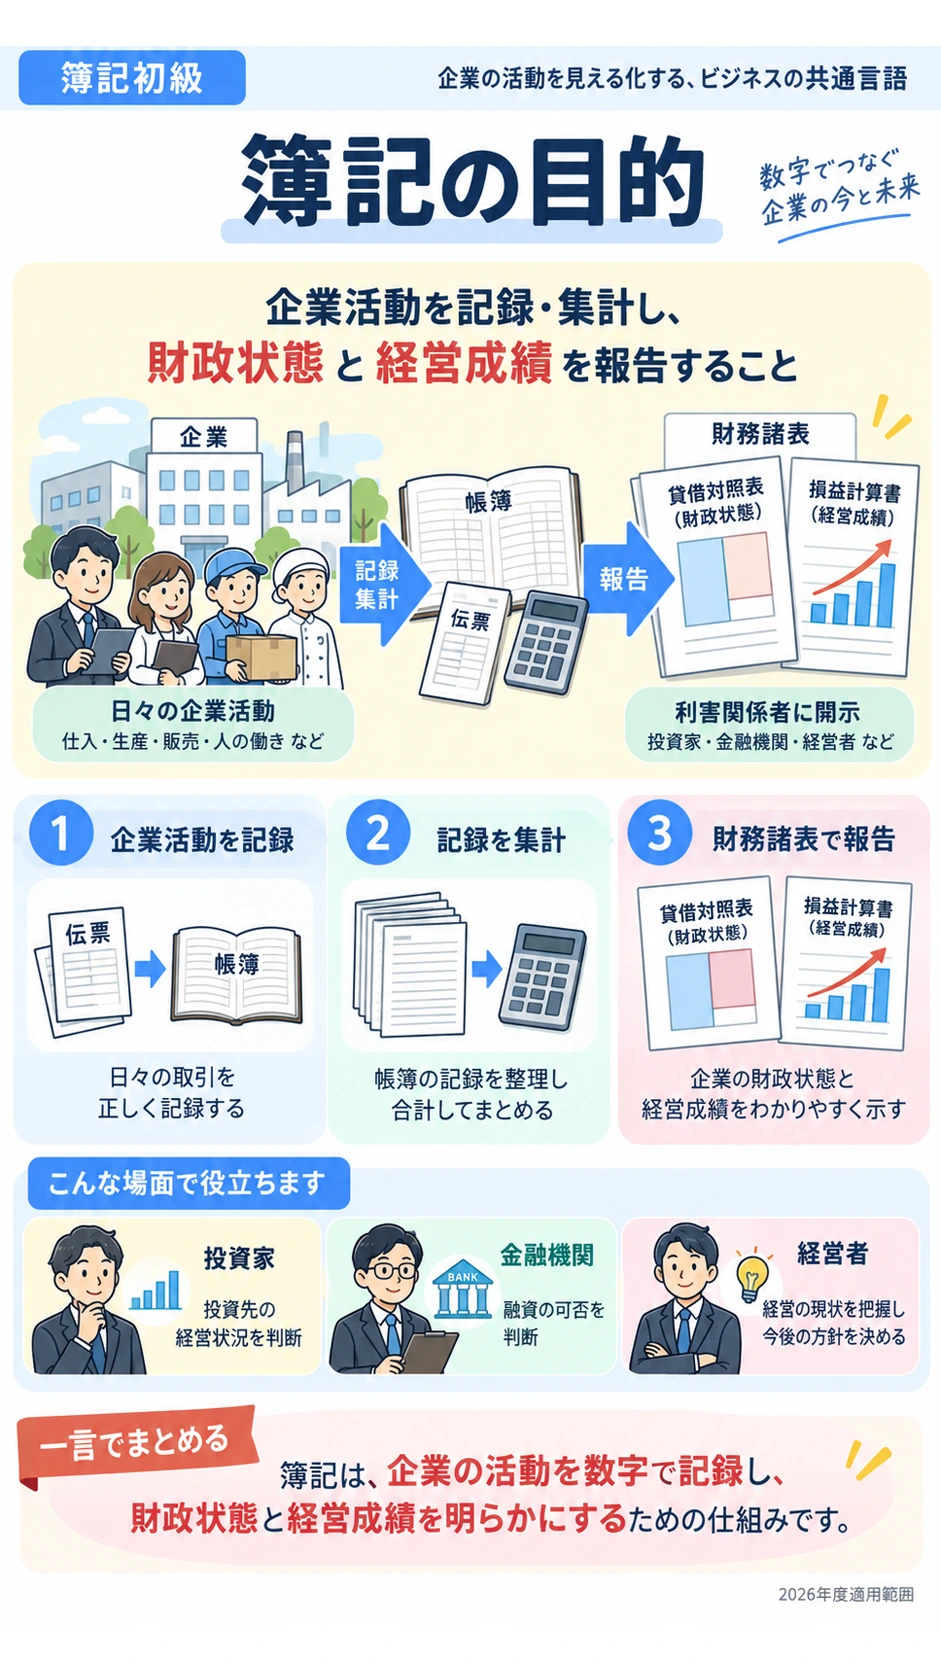 簿記初級
企業の活動を見える化する、ビジネスの共通言語
簿記の目的
数字でつなぐ
企業の今と未来
企業活動を記録・集計し、
財政状態と経営成績を報告すること
企業
記録
集計
帳簿
伝票
報告
財務諸表
貸借対照表
(財政状態)
損益計算書
(経営成績)
日々の企業活動
仕入・生産・販売・人の働き など
利害関係者に開示
投資家・金融機関・経営者 など
1 企業活動を記録
伝票
帳簿
日々の取引を
正しく記録する
2 記録を集計
帳簿の記録を整理し
合計してまとめる
3 財務諸表で報告
貸借対照表
(財政状態)
損益計算書
(経営成績)
企業の財政状態と
経営成績をわかりやすく示す
こんな場面で役立ちます
投資家
投資先の
経営状況を判断
BANK
金融機関
融資の可否を
判断
経営者
経営の現状を把握し
今後の方針を決める
一言でまとめる
簿記は、企業の活動を数字で記録し、
財政状態と経営成績を明らかにするための仕組みです。
2026年度適用範囲